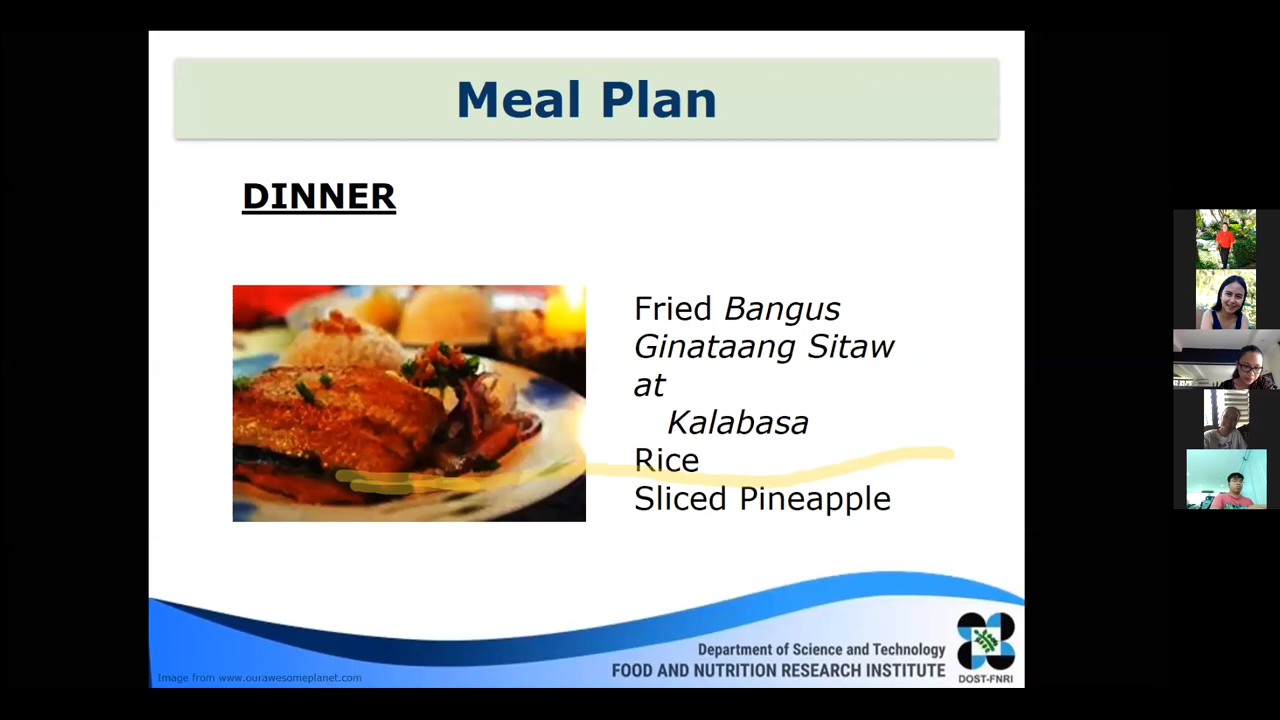 Meal Plan
DINNER
Fried Bangus
Ginataang Sitaw
at
Kalabasa
Rice
Sliced Pineapple
Department of Science and Technology
FOOD AND NUTRITION RESEARCH INSTITUTE
DOST-FNRI
Image from www.ourawesomeplanet.com